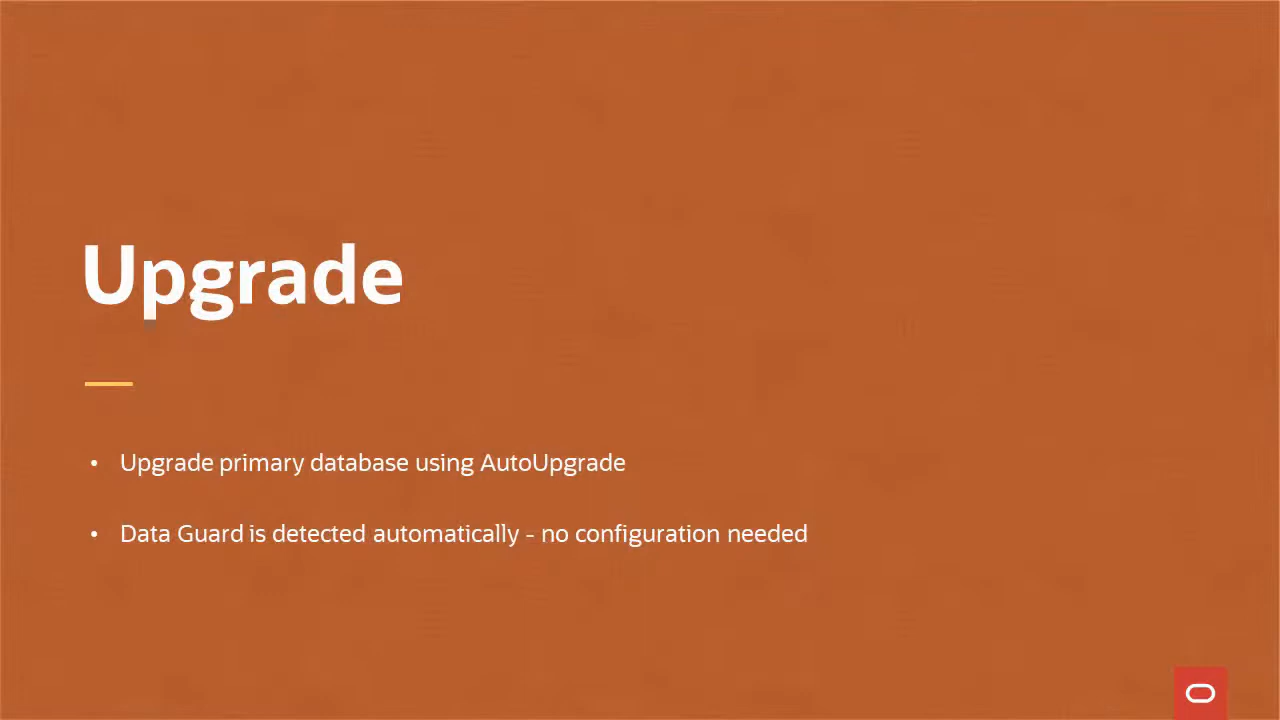 Upgrade
• Upgrade primary database using AutoUpgrade
• Data Guard is detected automatically - no configuration needed